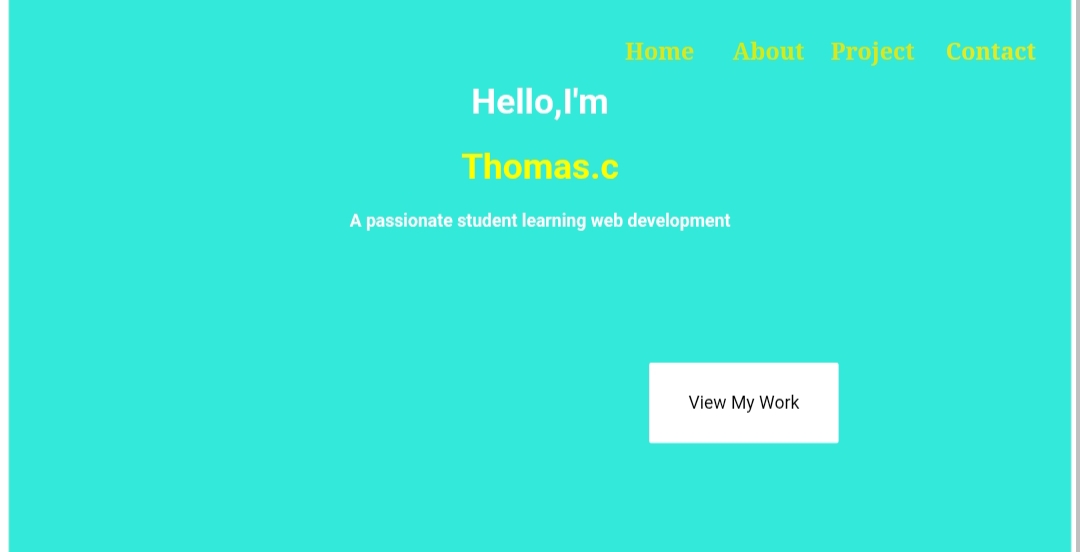 Home About Project Contact
Hello,I'm
Thomas.c
A passionate student learning web development
View My Work